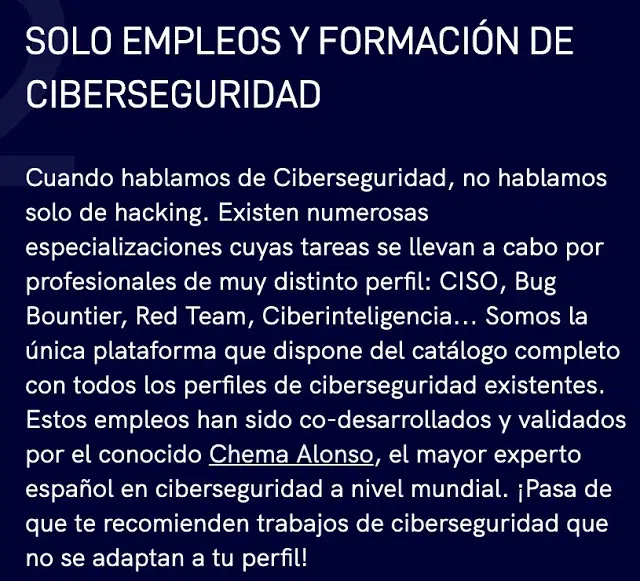 SOLO EMPLEOS Y FORMACIÓN DE
CIBERSEGURIDAD
Cuando hablamos de Ciberseguridad, no hablamos
solo de hacking. Existen numerosas
especializaciones cuyas tareas se llevan a cabo por
profesionales de muy distinto perfil: CISO, Bug
Bountier, Red Team, Ciberinteligencia... Somos la
única plataforma que dispone del catálogo completo
con todos los perfiles de ciberseguridad existentes.
Estos empleos han sido co-desarrollados y validados
por el conocido Chema Alonso, el mayor experto
español en ciberseguridad a nivel mundial. ¡Pasa de
que te recomienden trabajos de ciberseguridad que
no se adaptan a tu perfil!